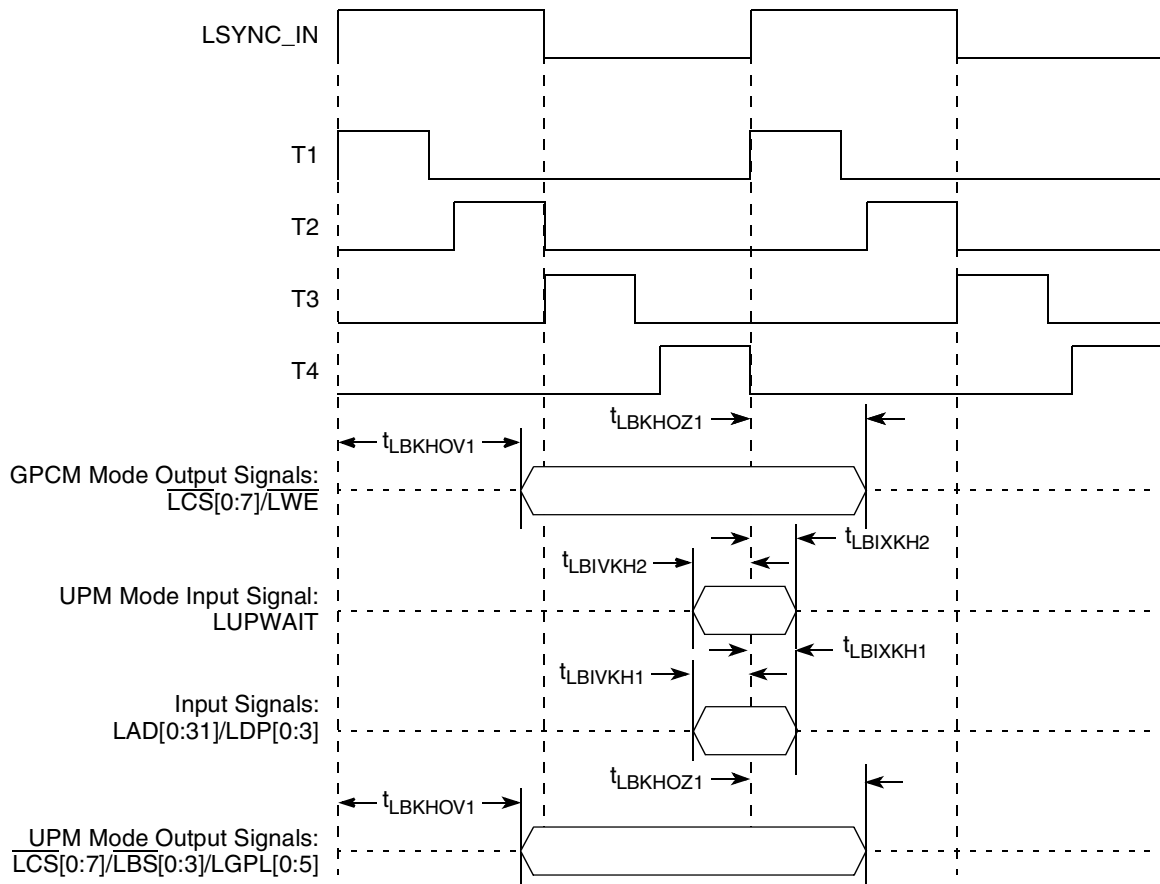 LSYNC_IN
T1
T2
T3
T4
tLBKHOZ1
tLBKHOV1
GPCM Mode Output Signals:
LCS[0:7]/LWE
tLBIXKH2
tLBIVKH2
UPM Mode Input Signal:
LUPWAIT
tLBIXKH1
tLBIVKH1
Input Signals:
LAD[0:31]/LDP[0:3]
tLBKHOZ1
tLBKHOV1
UPM Mode Output Signals:
LCS[0:7]/LBS[0:3]/LGPL[0:5]